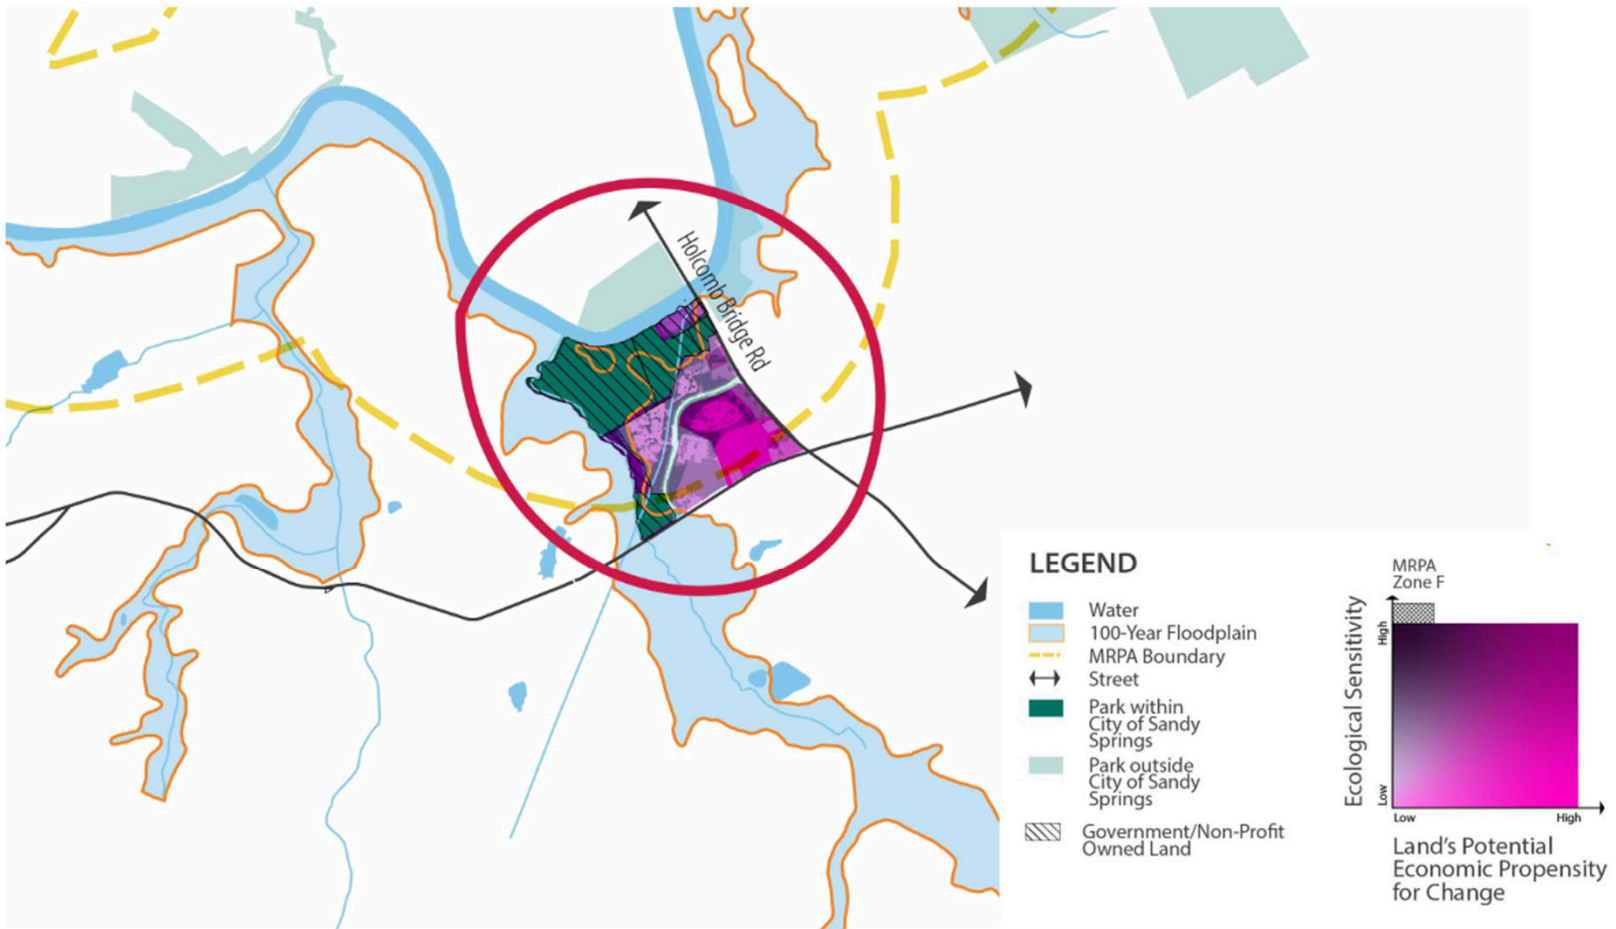 Holcomb Bridge Rd
LEGEND
Water
100-Year Floodplain
MRPA Boundary
Street
Park within
City of Sandy
Springs
Park outside
City of Sandy
Springs
Government/Non-Profit
Owned Land
MRPA
Zone F
Ecological Sensitivity
High
Low
Low
High
Land's Potential
Economic Propensity
for Change